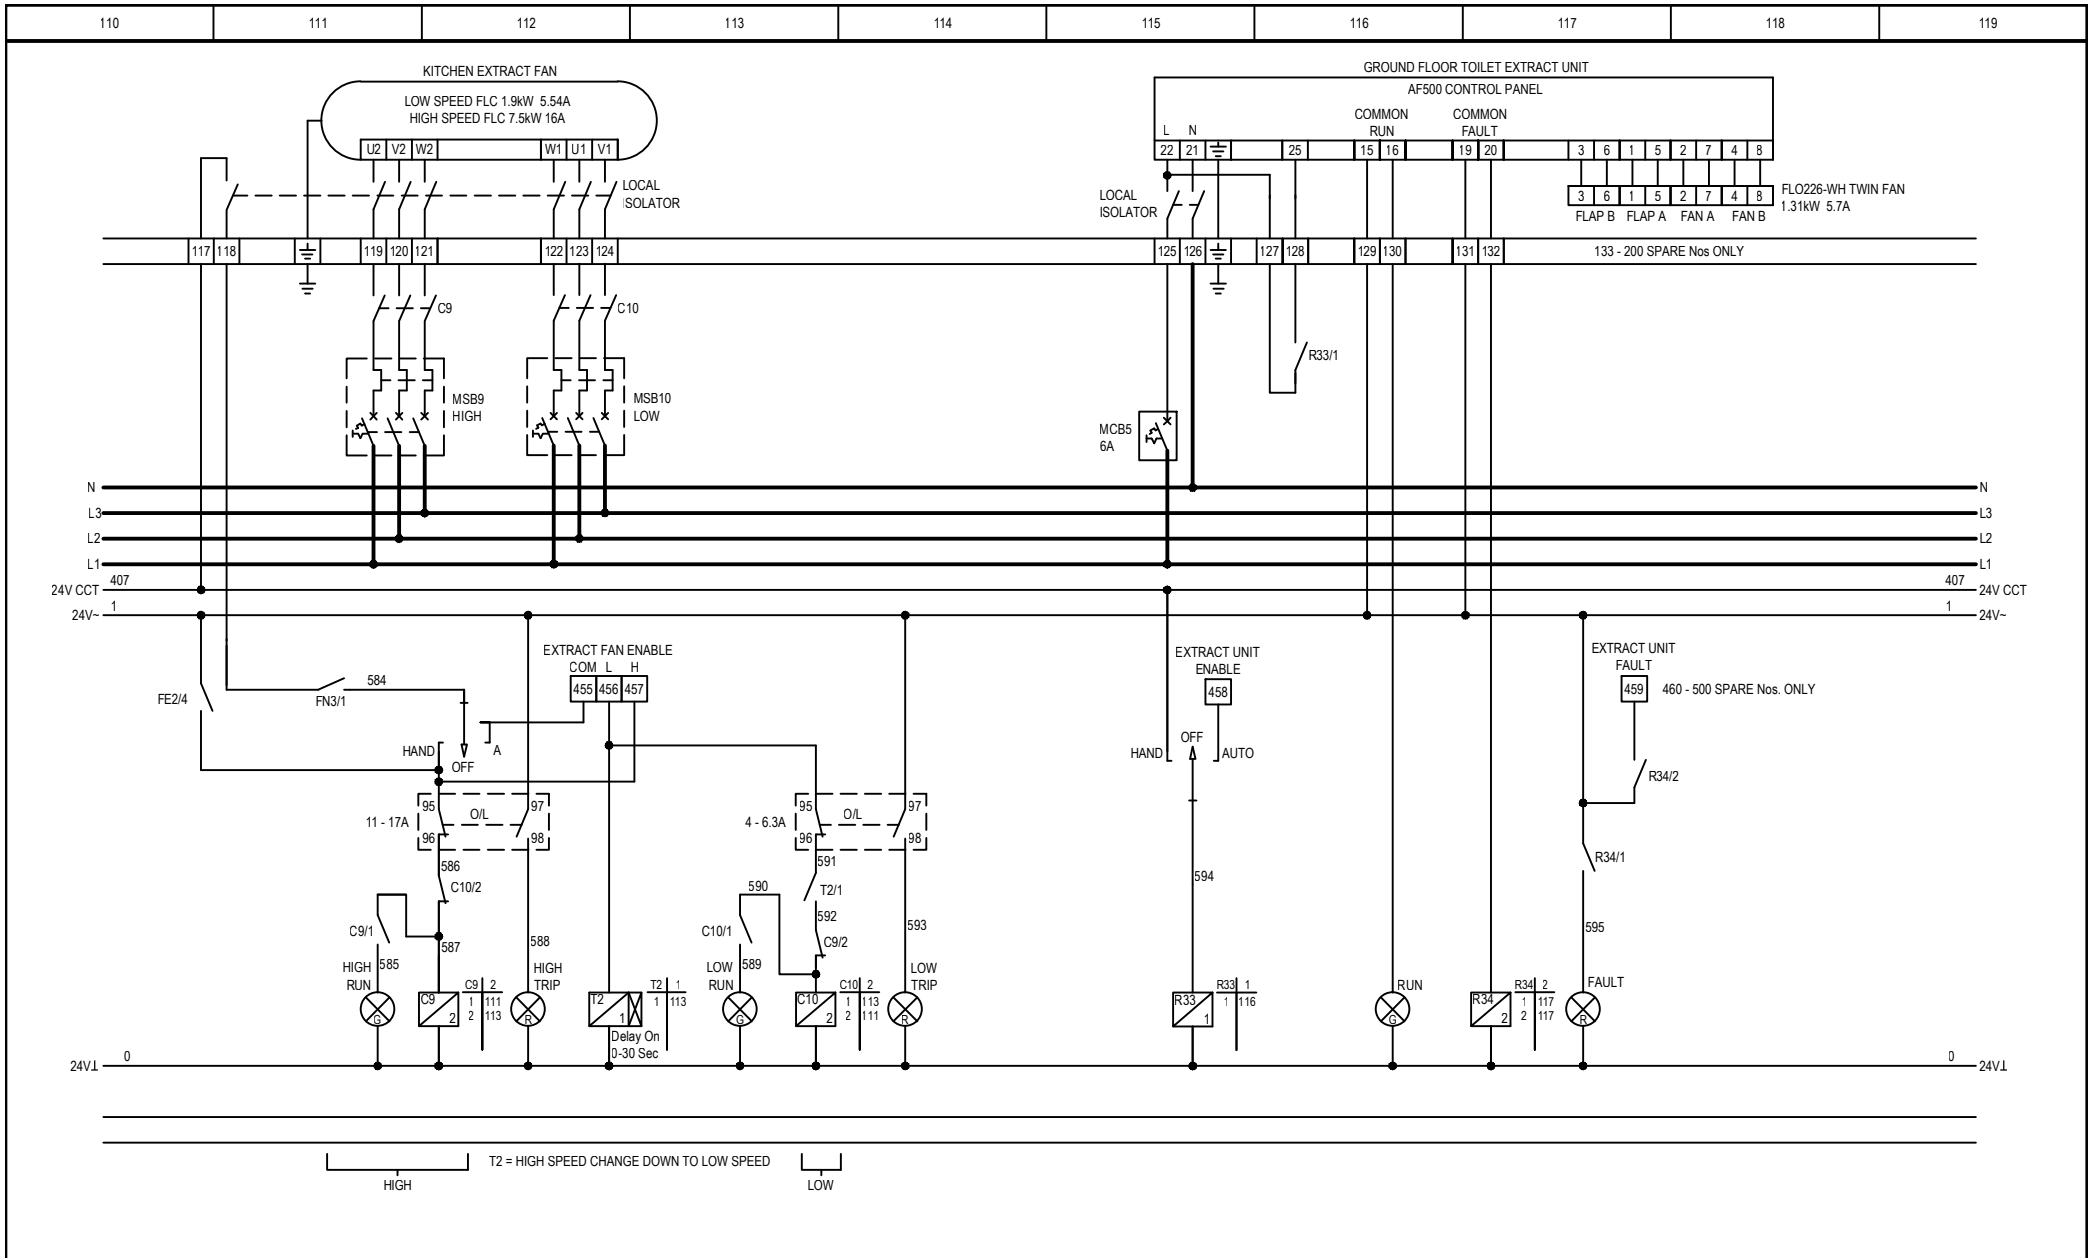 110 111 112 113 114 115 116 117 118 119
KITCHEN EXTRACT FAN
LOW SPEED FLC 1.9kW 5.54A
HIGH SPEED FLC 7.5kW 16A
U2 V2 W2 W1 U1 V1
LOCAL
ISOLATOR
GROUND FLOOR TOILET EXTRACT UNIT
AF500 CONTROL PANEL
COMMON
RUN
COMMON
FAULT
L N
22 21 25 15 16 19 20 3 6 1 5 2 7 4 8
LOCAL
ISOLATOR
3 6 1 5 2 7 4 8
FLO226-WH TWIN FAN
1.31kW 5.7A
FLAP B FLAP A FAN A FAN B
117 118 119 120 121 122 123 124 125 126 127 128 129 130 131 132
133 - 200 SPARE Nos ONLY
C9 C10
R33/1
MSB9
HIGH
MSB10
LOW
MCB5
6A
N N
L3 L3
L2 L2
L1 L1
24V CCT 407 407 24V CCT
24V~ 1 1 24V~
FE2/4
FN3/1
584
EXTRACT FAN ENABLE
COM L H
455 456 457
HAND
OFF
A
EXTRACT UNIT
ENABLE
458
HAND
OFF
AUTO
EXTRACT UNIT
FAULT
459
460 - 500 SPARE Nos. ONLY
R34/2
11 - 17A
95 O/L 97
96 98
4 - 6.3A
95 O/L 97
96 98
586
C10/2
C9/1
585
587
588
590
C10/1
589
591
T2/1
592
C9/2
593
594
R34/1
595
HIGH
RUN
G
C9
2
C9 2
1 111
2 113
HIGH
TRIP
R
T2
1
T2 1
1 113
Delay On
0-30 Sec
LOW
RUN
G
C10
2
C10 2
1 113
2 111
LOW
TRIP
R
R33
1
R33 1
1 116
RUN
G
R34
2
R34 2
1 117
2 117
FAULT
R
24V⊥ 0 0 24V⊥
T2 = HIGH SPEED CHANGE DOWN TO LOW SPEED
HIGH
LOW